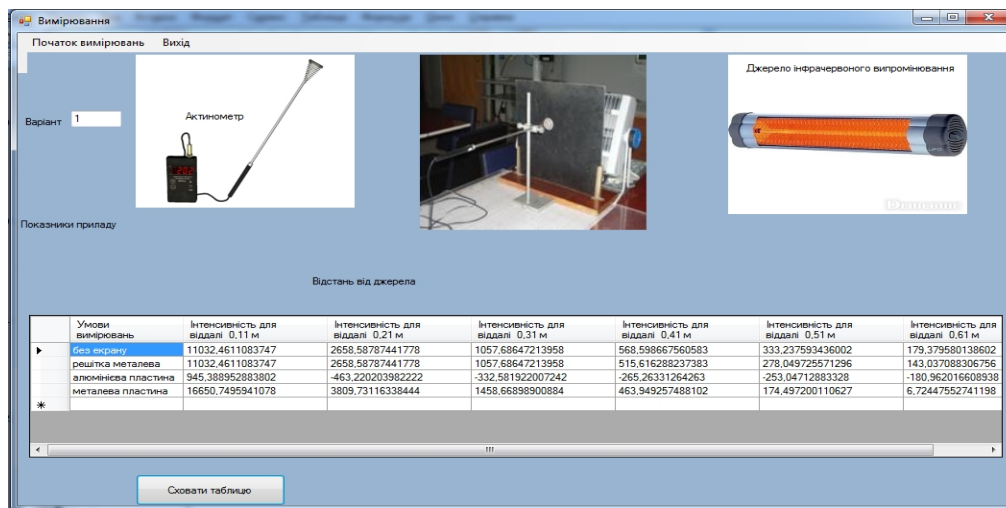 Вимірювання
Початок вимірювань Вихід
Джерело інфрачервоного випромінювання
Варіант 1
Актинометр
Показники приладу
Відстань від джерела
Умови вимірювань Інтенсивність для віддалі 0,11 м Інтенсивність для віддалі 0,21 м Інтенсивність для віддалі 0,31 м Інтенсивність для віддалі 0,41 м Інтенсивність для віддалі 0,51 м Інтенсивність для віддалі 0,61 м
без екрану 11032,4611083747 2658,58787441778 1057,68647213958 568,598667560583 333,237593436002 179,379580138602
решітка металева 11032,4611083747 2658,58787441778 1057,68647213958 515,616288237383 278,049725571296 143,037088306756
алюмінієва пластина 945,388952883802 -463,220203982222 -332,581922007242 -265,26331264263 -253,04712883328 -180,962016608938
металева пластина 16650,7495941078 3809,73116338444 1458,66898900884 463,949257488102 174,497200110627 6,72447552741198
Сховати таблицю